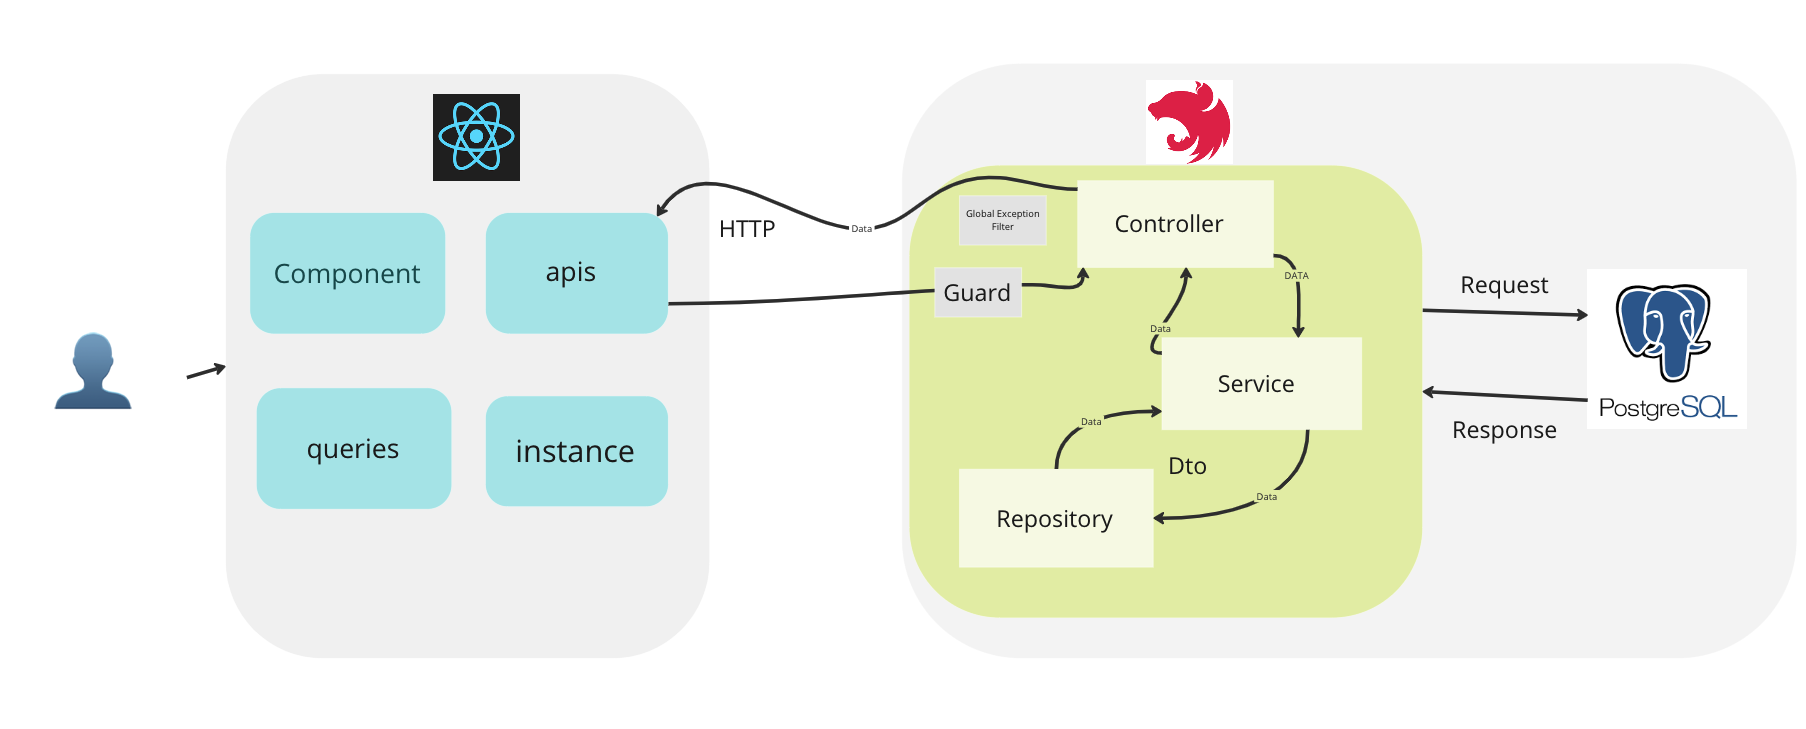 Component
apis
queries
instance
HTTP
Data
Global Exception
Filter
Guard
Controller
DATA
Data
Service
Data
Dto
Data
Repository
Request
PostgreSQL
Response